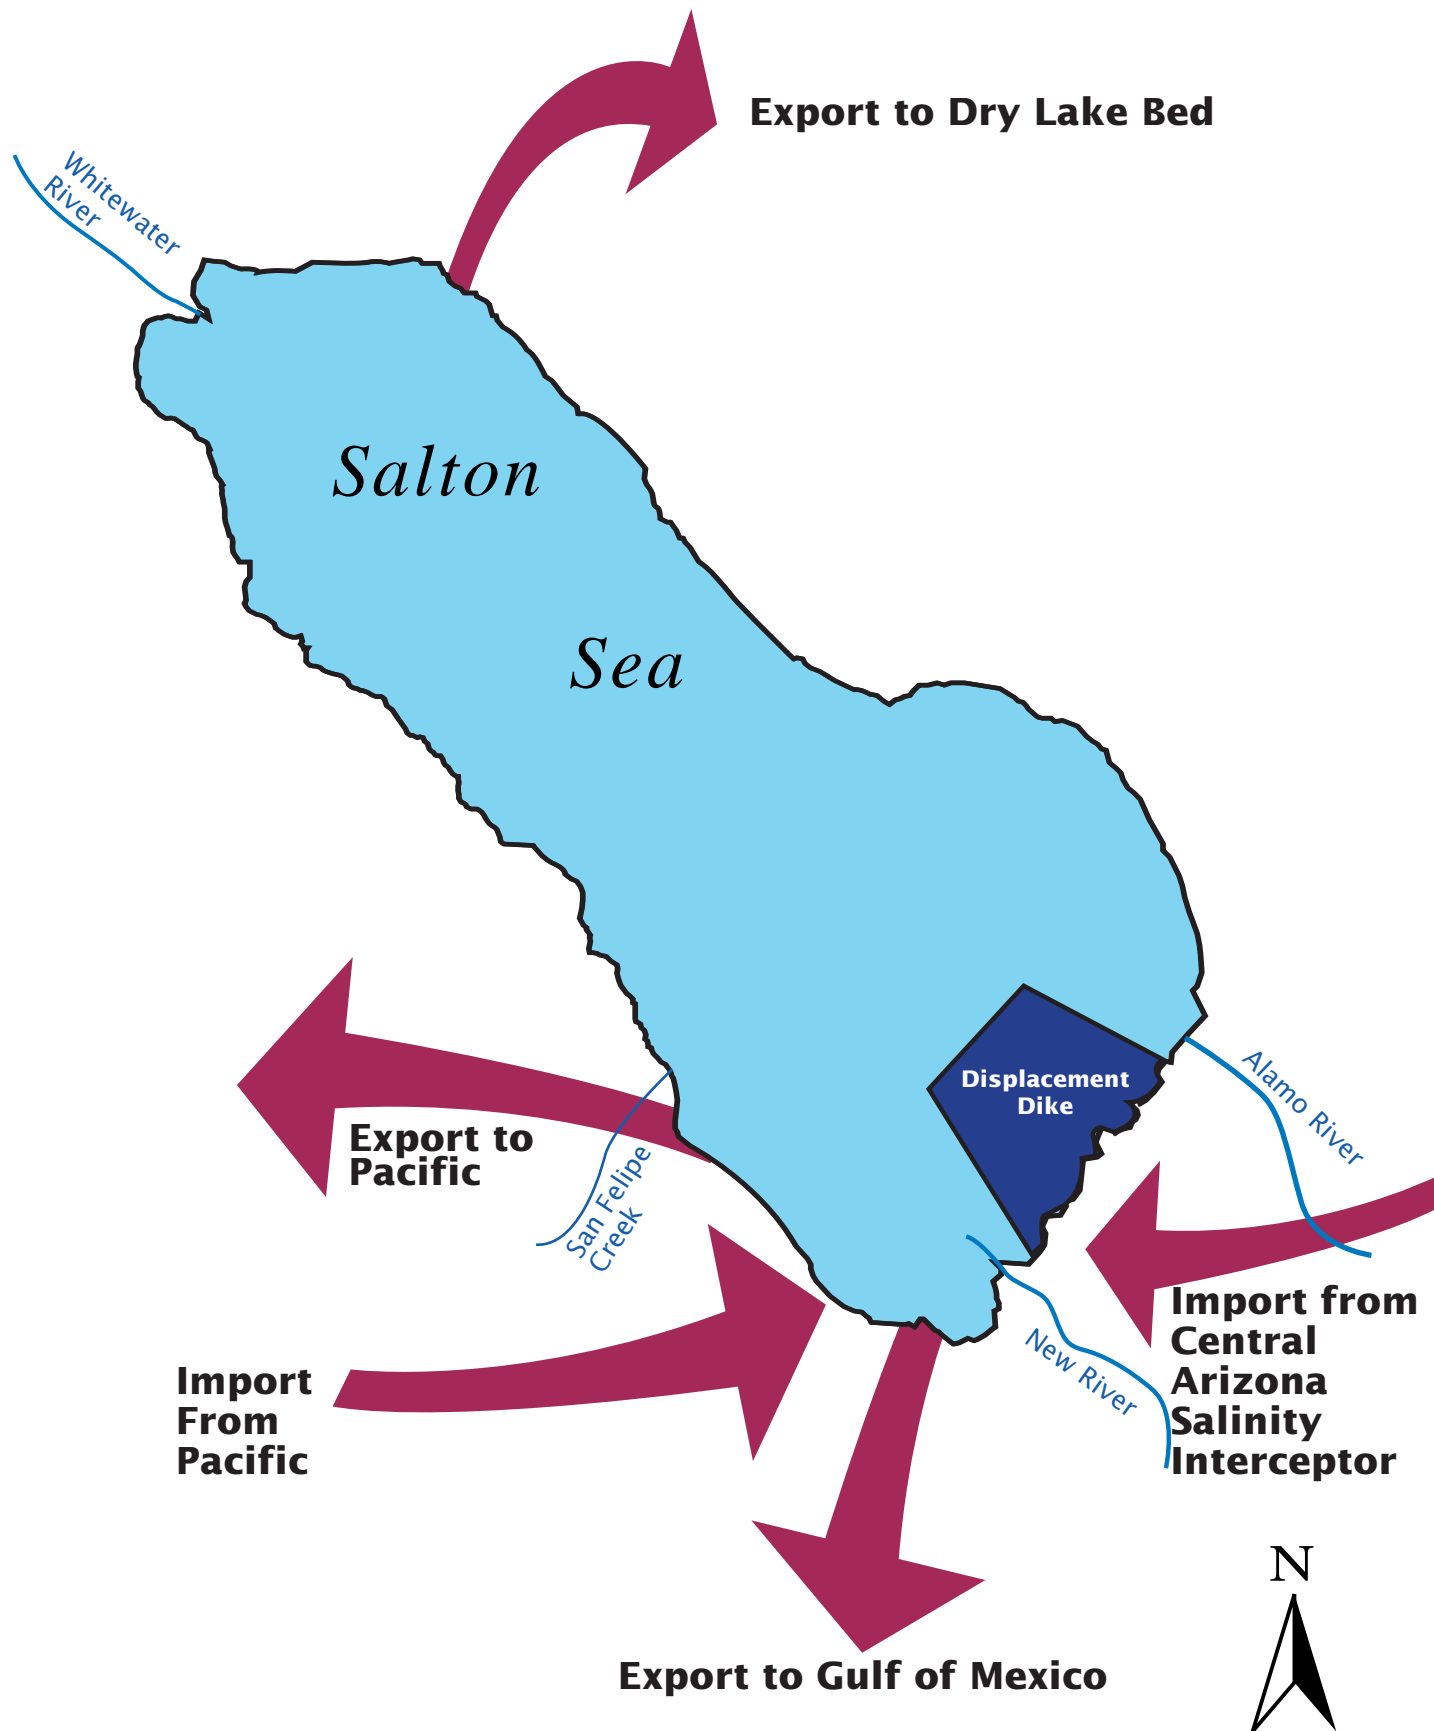 Export to Dry Lake Bed
Whitewater
River
Salton
Sea
Displacement
Dike
Alamo River
Export to
Pacific
San Felipe
Creek
Import from
Central
Arizona
Salinity
Interceptor
New River
Import
From
Pacific
N
Export to Gulf of Mexico